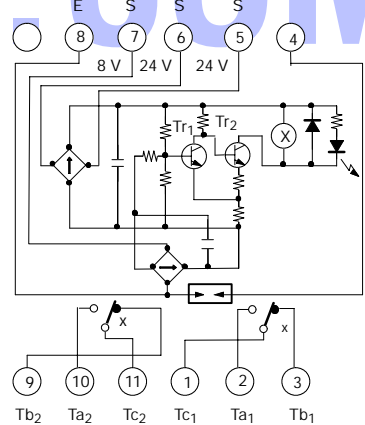 E S S S
8 7 6 5 4
8 V 24 V 24 V
Tr1 Tr2
X
x x
9 10 11 1 2 3
Tb2 Ta2 Tc2 Tc1 Ta1 Tb1